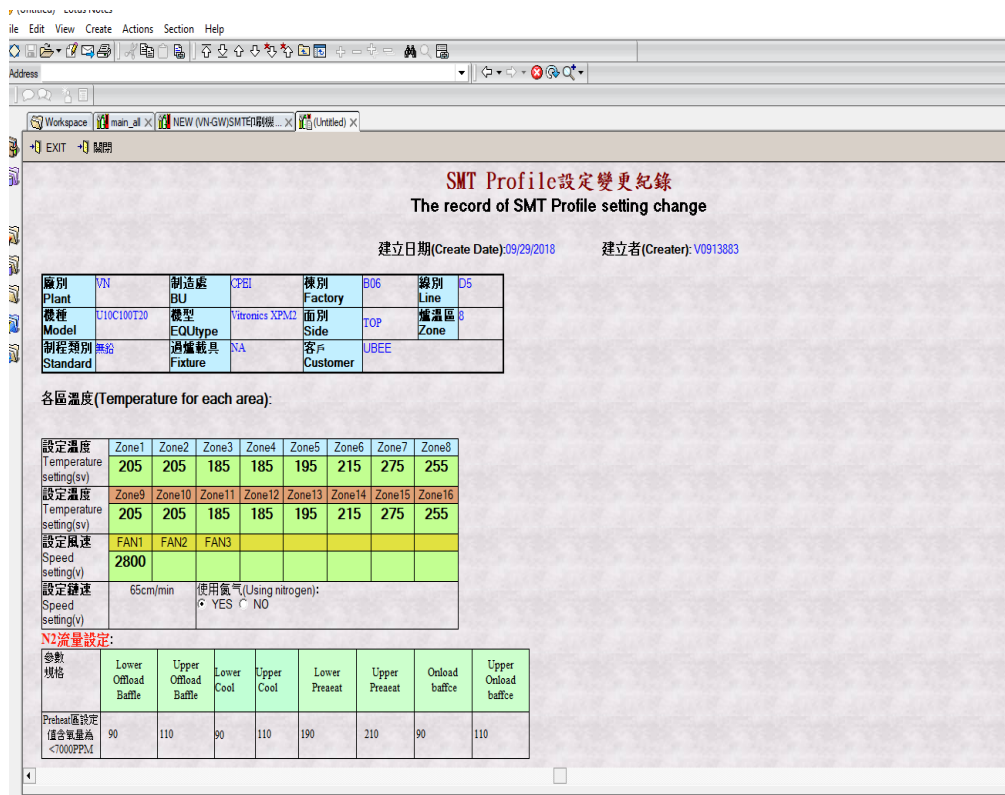 (Untitled) - Lotus Notes
ile Edit View Create Actions Section Help
Address
Workspace main_all NEW (VN-GW)SMT印刷機... (Untitled)
EXIT 關閉
SMT Profile設定變更紀錄
The record of SMT Profile setting change
建立日期(Create Date):09/29/2018 建立者(Creater): V0913883
廠別 VN 制造處 CPEI 棟別 B06 線別 D5
Plant BU Factory Line
機種 U10C100T20 機型 Vitronics XPM2 面別 TOP 爐溫區 8
Model EQUtype Side Zone
制程類別 無鉛 過爐載具 NA 客戶 UBEE
Standard Fixture Customer
各區溫度(Temperature for each area):
設定溫度 Zone1 Zone2 Zone3 Zone4 Zone5 Zone6 Zone7 Zone8
Temperature 205 205 185 185 195 215 275 255
setting(sv)
設定溫度 Zone9 Zone10 Zone11 Zone12 Zone13 Zone14 Zone15 Zone16
Temperature 205 205 185 185 195 215 275 255
setting(sv)
設定風速 FAN1 FAN2 FAN3
Speed 2800
setting(v)
設定鏈速 65cm/min 使用氮气(Using nitrogen):
Speed YES NO
setting(v)
N2流量設定:
參數 Lower Upper Lower Upper Lower Upper Onload Upper
規格 Offload Offload Cool Cool Preaeat Preaeat baffce Onload
Baffle Baffle baffce
Preheat區設定
值含氧量為 90 110 90 110 190 210 90 110
<7000PPM